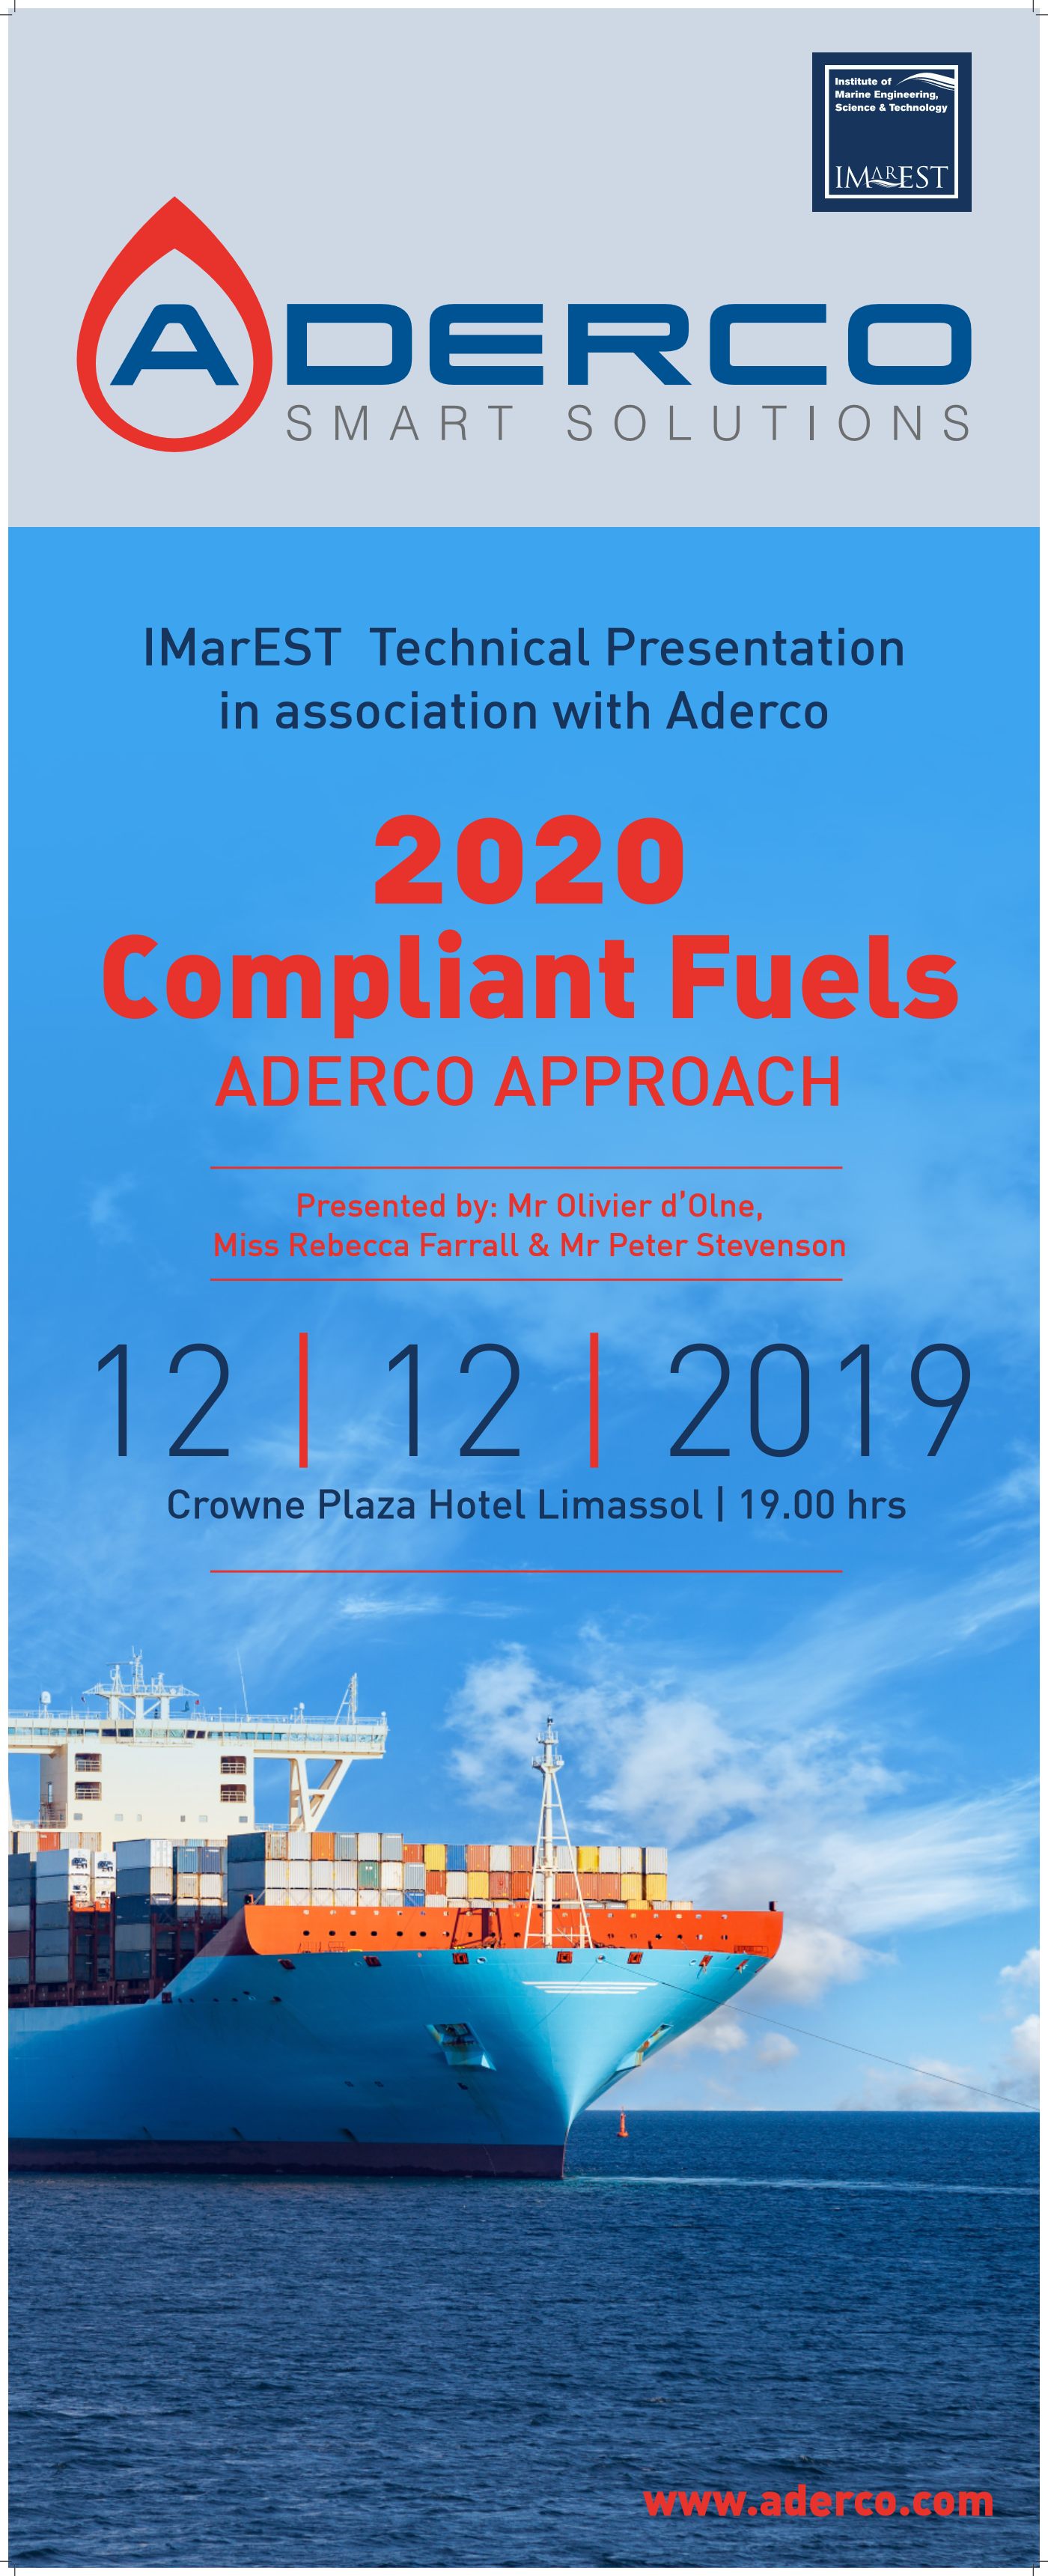 Institute of
Marine Engineering,
Science & Technology
IMarEST
ADERCO
SMART SOLUTIONS
IMarEST Technical Presentation
in association with Aderco
2020
Compliant Fuels
ADERCO APPROACH
Presented by: Mr Olivier d’Olne,
Miss Rebecca Farrall & Mr Peter Stevenson
12 | 12 | 2019
Crowne Plaza Hotel Limassol | 19.00 hrs
www.aderco.com